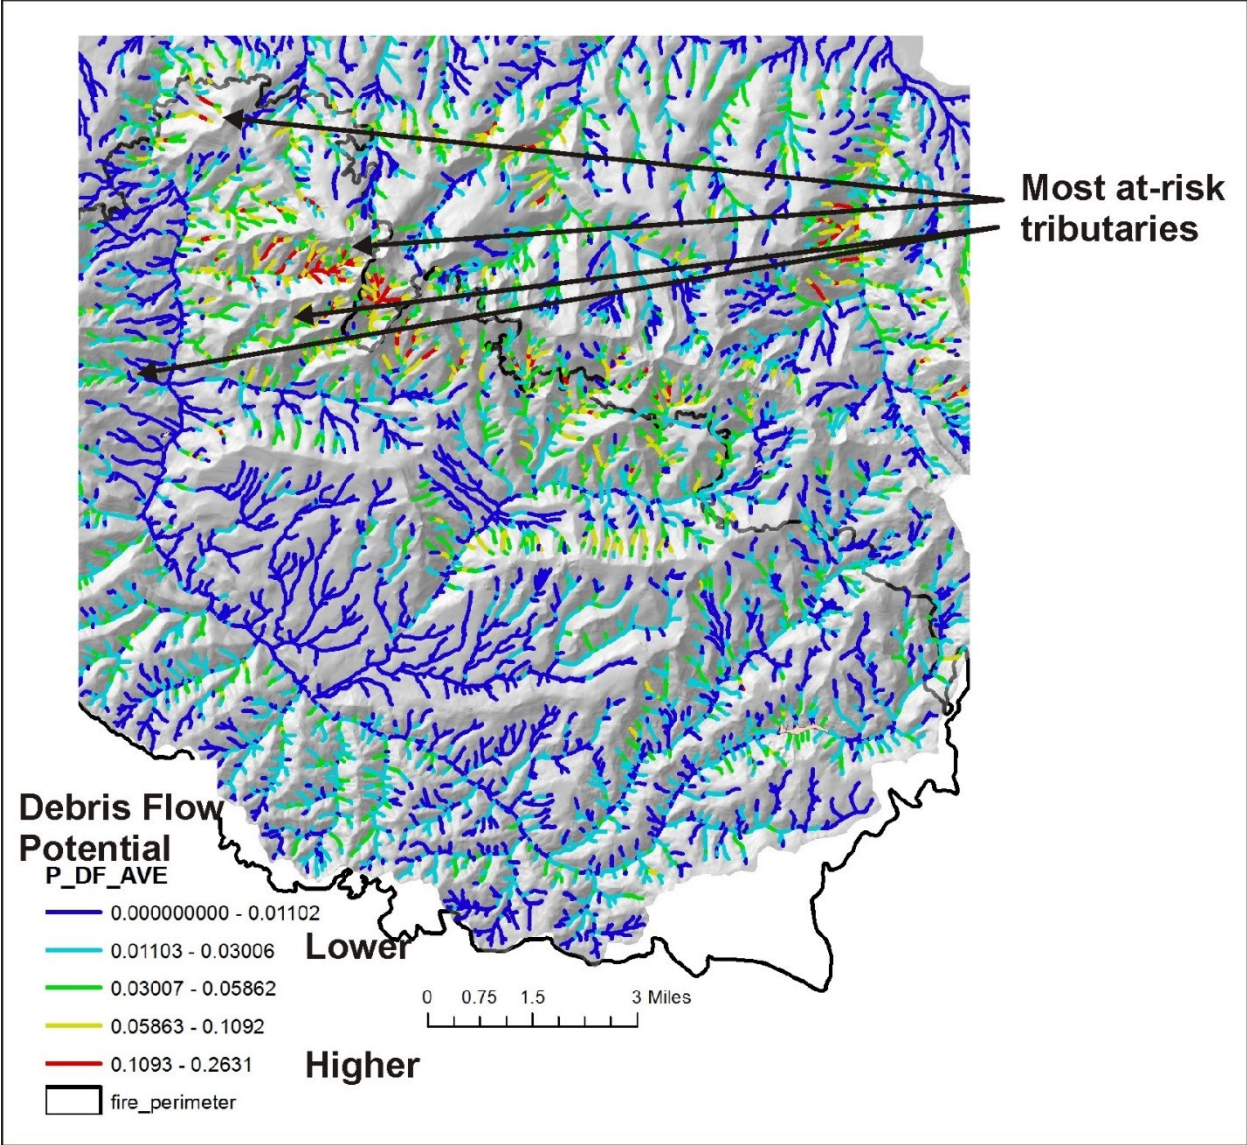 Most at-risk
tributaries
Debris Flow
Potential
P_DF_AVE
0.000000000 - 0.01102
0.01103 - 0.03006 Lower
0.03007 - 0.05862
0.05863 - 0.1092
0.1093 - 0.2631 Higher
fire_perimeter
0 0.75 1.5 3 Miles